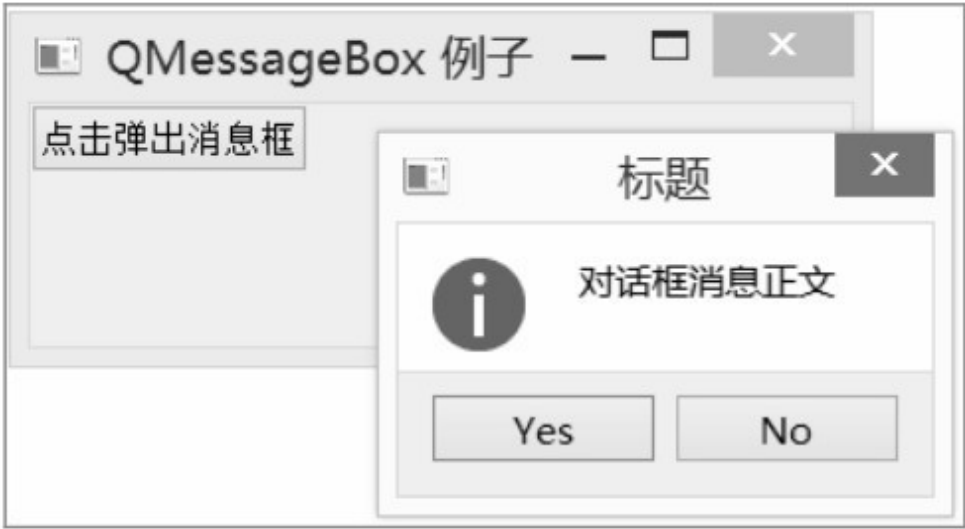 QMessageBox 例子
点击弹出消息框
标题
对话框消息正文
Yes
No